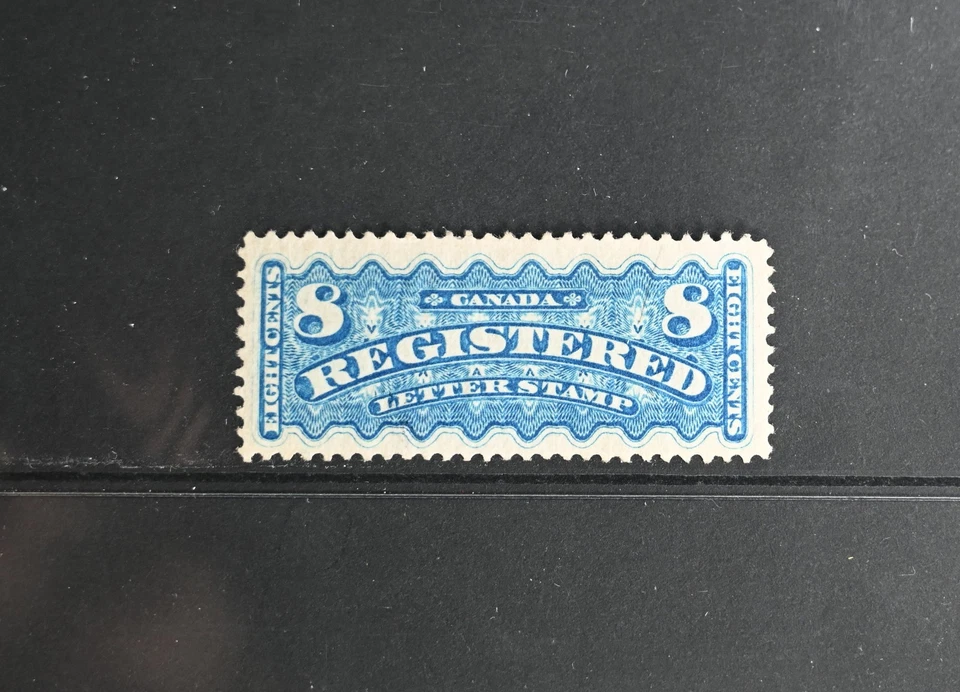 EIGHT CENTS
8
CANADA
8
EIGHT CENTS
REGISTERED
LETTER STAMP